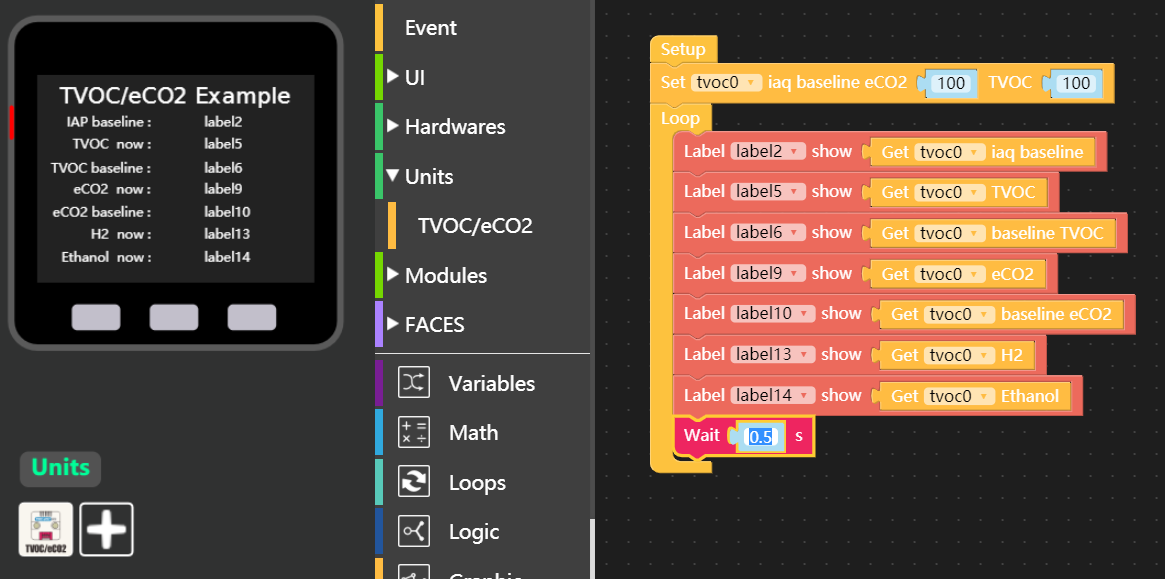 TVOC/eCO2 Example
IAP baseline : label2
TVOC now : label5
TVOC baseline : label6
eCO2 now : label9
eCO2 baseline : label10
H2 now : label13
Ethanol now : label14
Units
TVOC/eCO2
Event
UI
Hardwares
Units
TVOC/eCO2
Modules
FACES
Variables
Math
Loops
Logic
Graphic
Setup
Set tvoc0 iaq baseline eCO2 100 TVOC 100
Loop
Label label2 show Get tvoc0 iaq baseline
Label label5 show Get tvoc0 TVOC
Label label6 show Get tvoc0 baseline TVOC
Label label9 show Get tvoc0 eCO2
Label label10 show Get tvoc0 baseline eCO2
Label label13 show Get tvoc0 H2
Label label14 show Get tvoc0 Ethanol
Wait 0.5 s